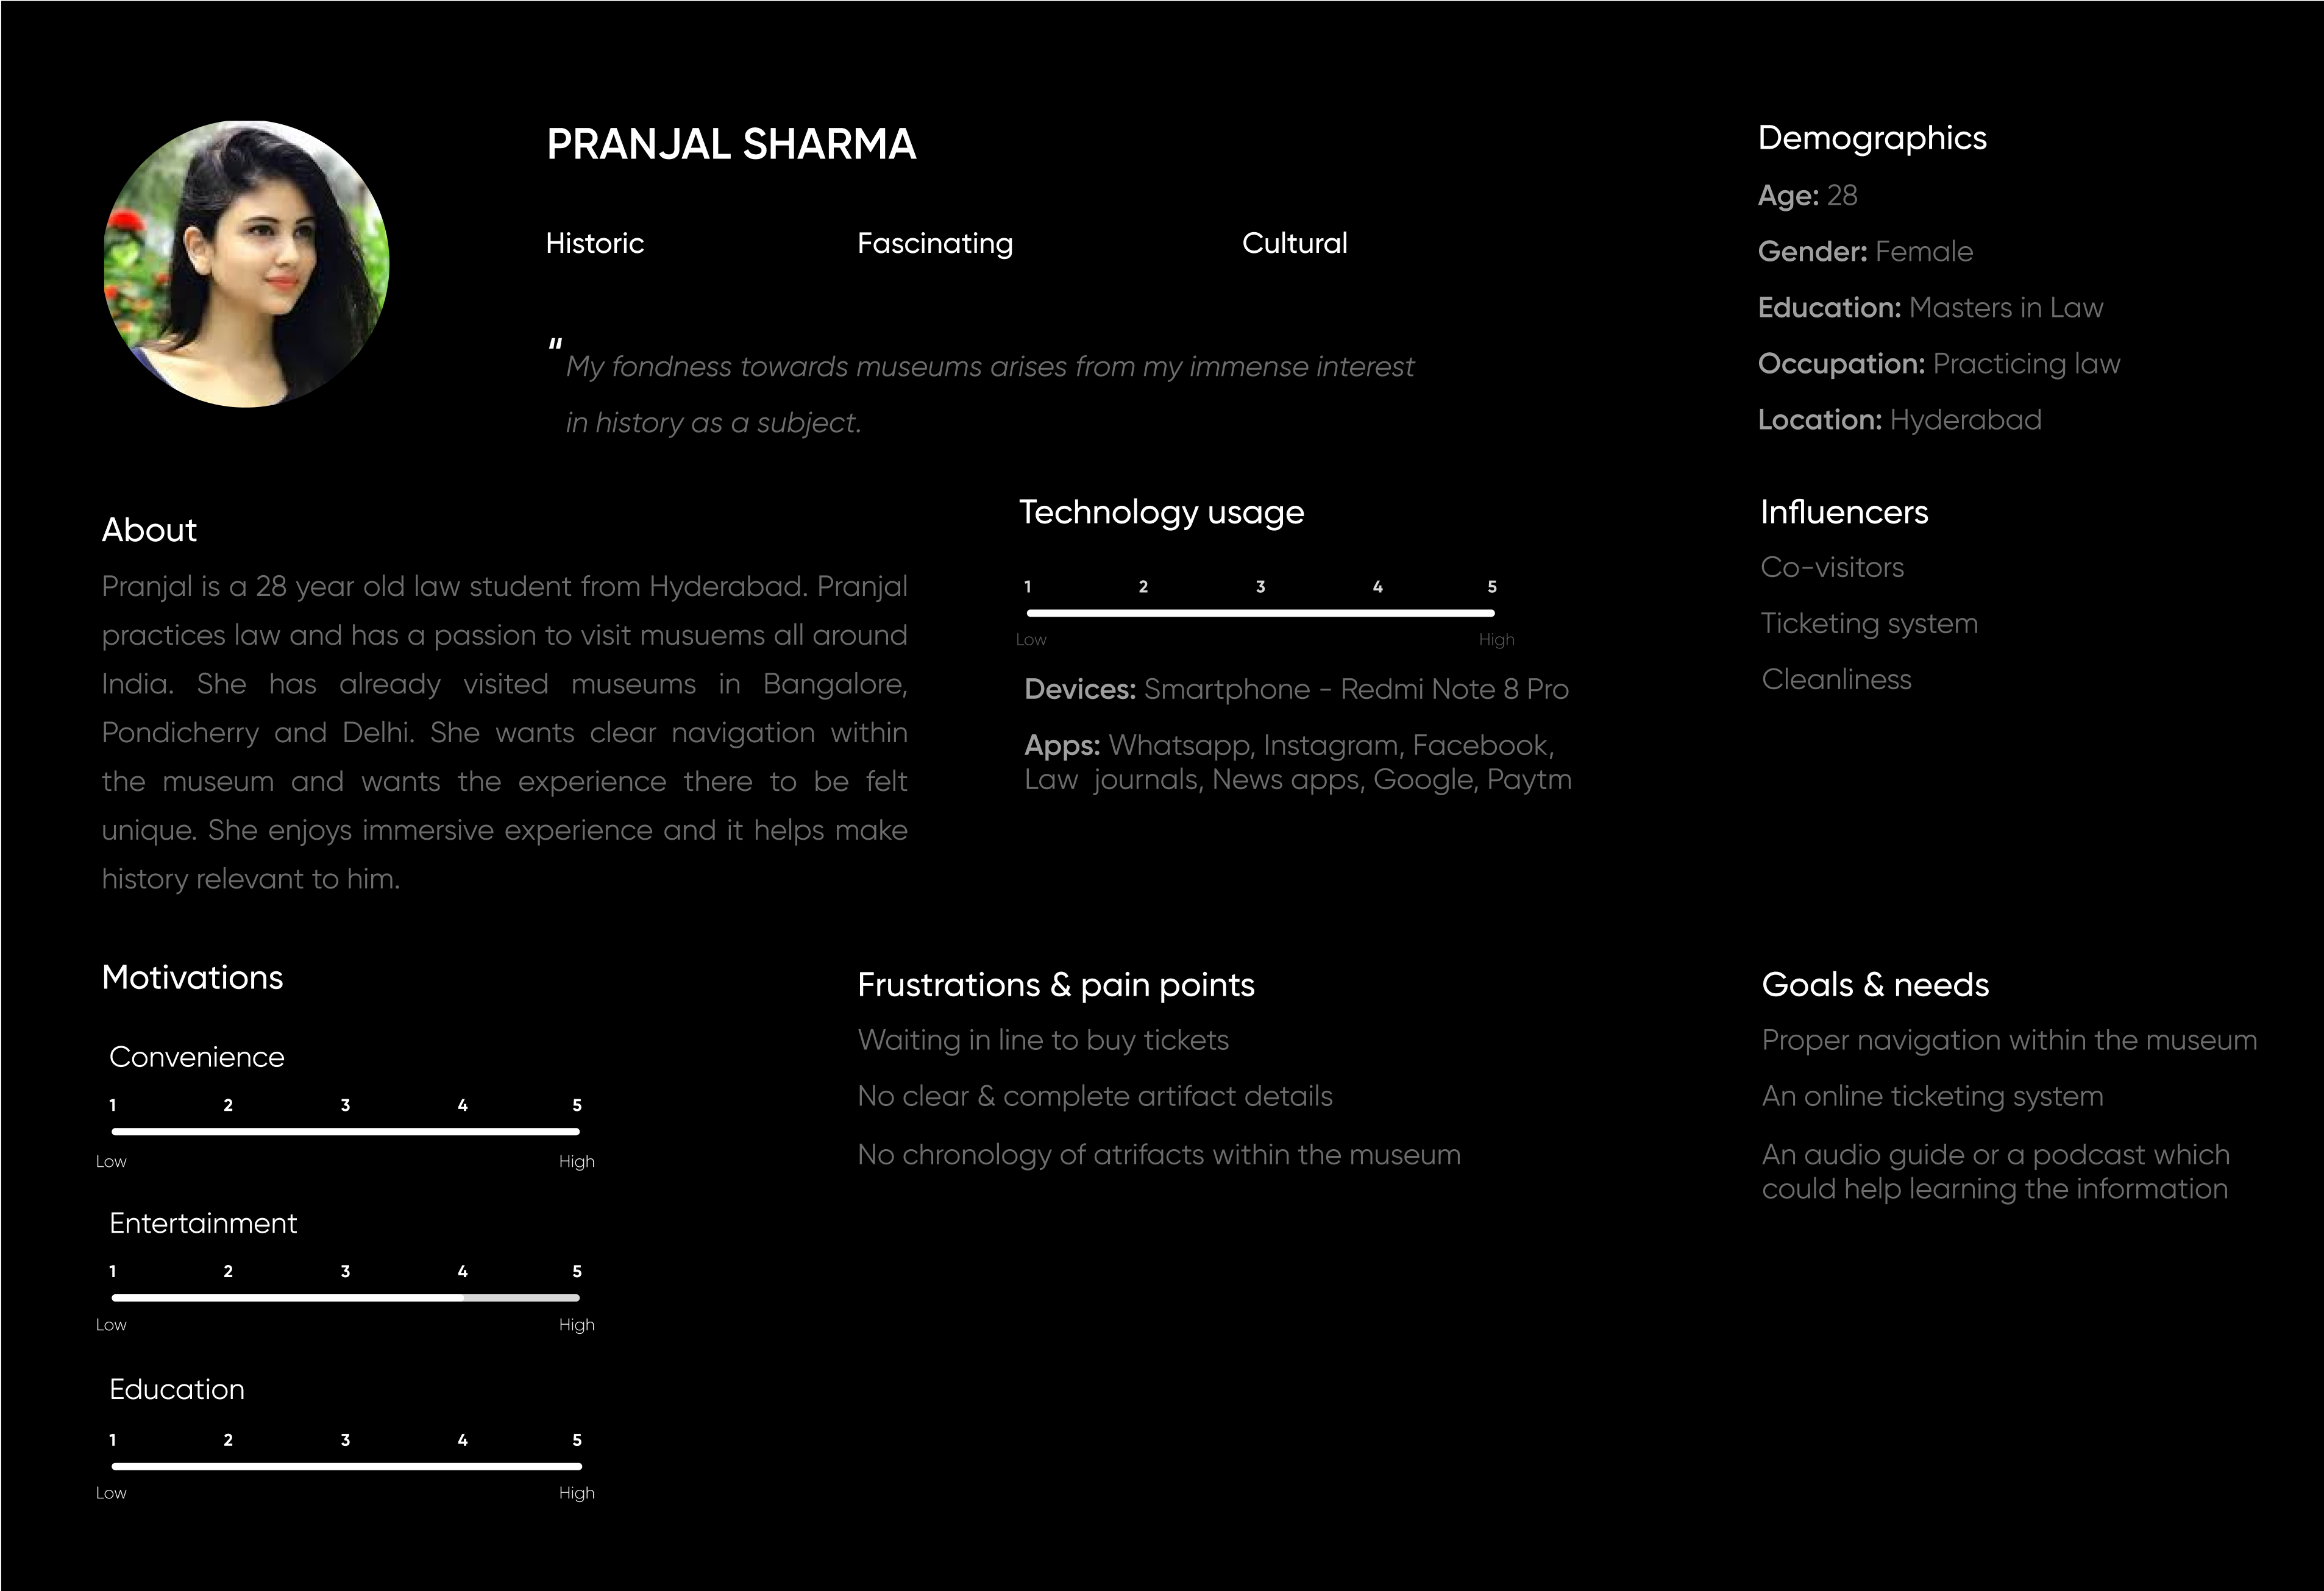 PRANJAL SHARMA
Historic
Fascinating
Cultural
“
My fondness towards museums arises from my immense interest
in history as a subject.
Demographics
Age: 28
Gender: Female
Education: Masters in Law
Occupation: Practicing law
Location: Hyderabad
About
Pranjal is a 28 year old law student from Hyderabad. Pranjal
practices law and has a passion to visit musuems all around
India. She has already visited museums in Bangalore,
Pondicherry and Delhi. She wants clear navigation within
the museum and wants the experience there to be felt
unique. She enjoys immersive experience and it helps make
history relevant to him.
Technology usage
1 2 3 4 5
Low High
Devices: Smartphone - Redmi Note 8 Pro
Apps: Whatsapp, Instagram, Facebook,
Law journals, News apps, Google, Paytm
Influencers
Co-visitors
Ticketing system
Cleanliness
Motivations
Convenience
1 2 3 4 5
Low High
Entertainment
1 2 3 4 5
Low High
Education
1 2 3 4 5
Low High
Frustrations & pain points
Waiting in line to buy tickets
No clear & complete artifact details
No chronology of atrifacts within the museum
Goals & needs
Proper navigation within the museum
An online ticketing system
An audio guide or a podcast which
could help learning the information